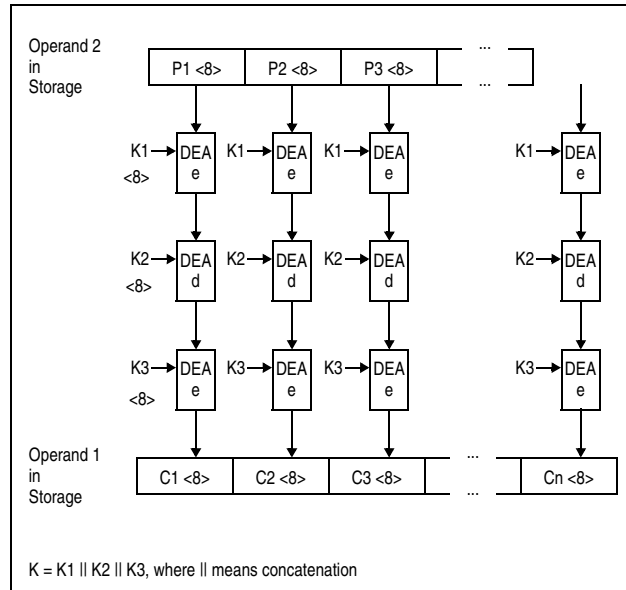 Operand 2
in
Storage
P1 <8> P2 <8> P3 <8> ...
...
K1 DEA e K1 DEA e K1 DEA e K1 DEA e
<8>
K2 DEA d K2 DEA d K2 DEA d K2 DEA d
<8>
K3 DEA e K3 DEA e K3 DEA e K3 DEA e
<8>
Operand 1
in
Storage
C1 <8> C2 <8> C3 <8> ... Cn <8>
...
K = K1 || K2 || K3, where || means concatenation